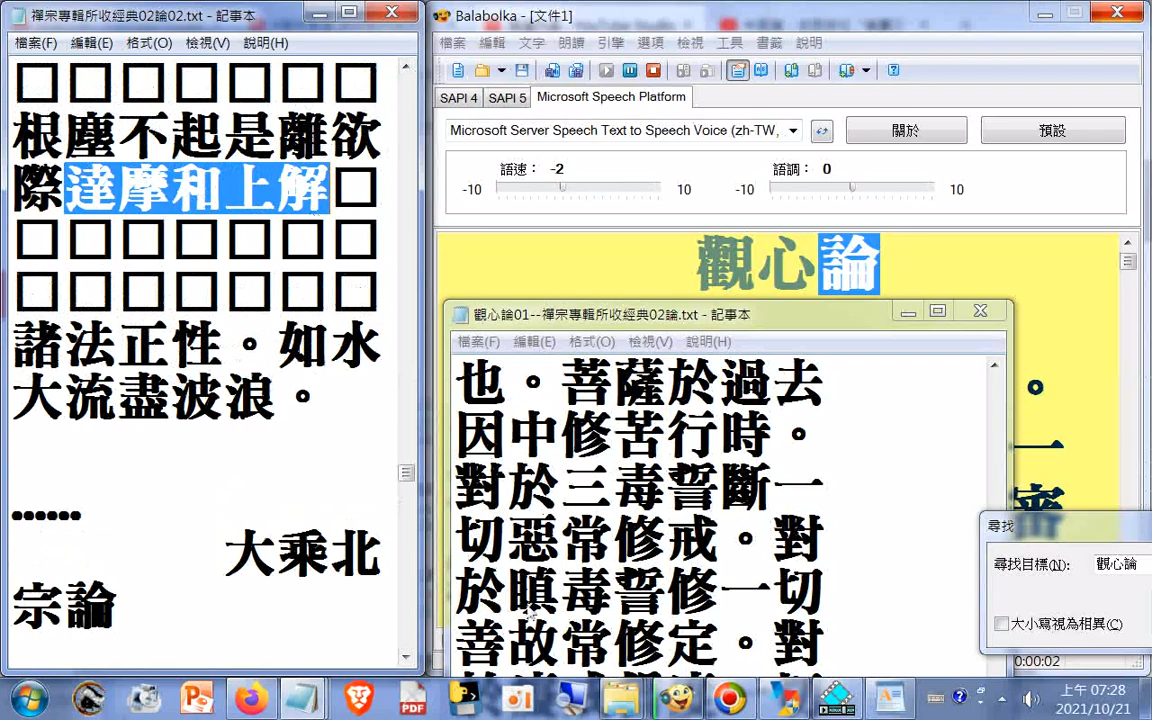 禪宗專輯所收經典02論02.txt - 記事本
檔案(F) 編輯(E) 格式(O) 檢視(V) 說明(H)
□□□□□□□
根塵不起是離欲
際達摩和上解□
□□□□□□□
□□□□□□□
諸法正性。如水
大流盡波浪。
……
大乘北
宗論
Balabolka - [文件1]
檔案 編輯 文字 朗讀 引擎 選項 檢視 工具 書籤 說明
SAPI 4 SAPI 5 Microsoft Speech Platform
Microsoft Server Speech Text to Speech Voice (zh-TW, 關於 預設
語速： -2 語調： 0
-10 10 -10 10
觀心論
。
一
觀心論01--禪宗專輯所收經典02論.txt - 記事本
檔案(F) 編輯(E) 格式(O) 檢視(V) 說明(H)
也。菩薩於過去
因中修苦行時。
對於三毒誓斷一
切惡常修戒。對
於瞋毒誓修一切
善故常修定。對
尋找
尋找目標(N): 觀心論
大小寫視為相異(C)
0:00:02
PDF
上午 07:28
2021/10/21